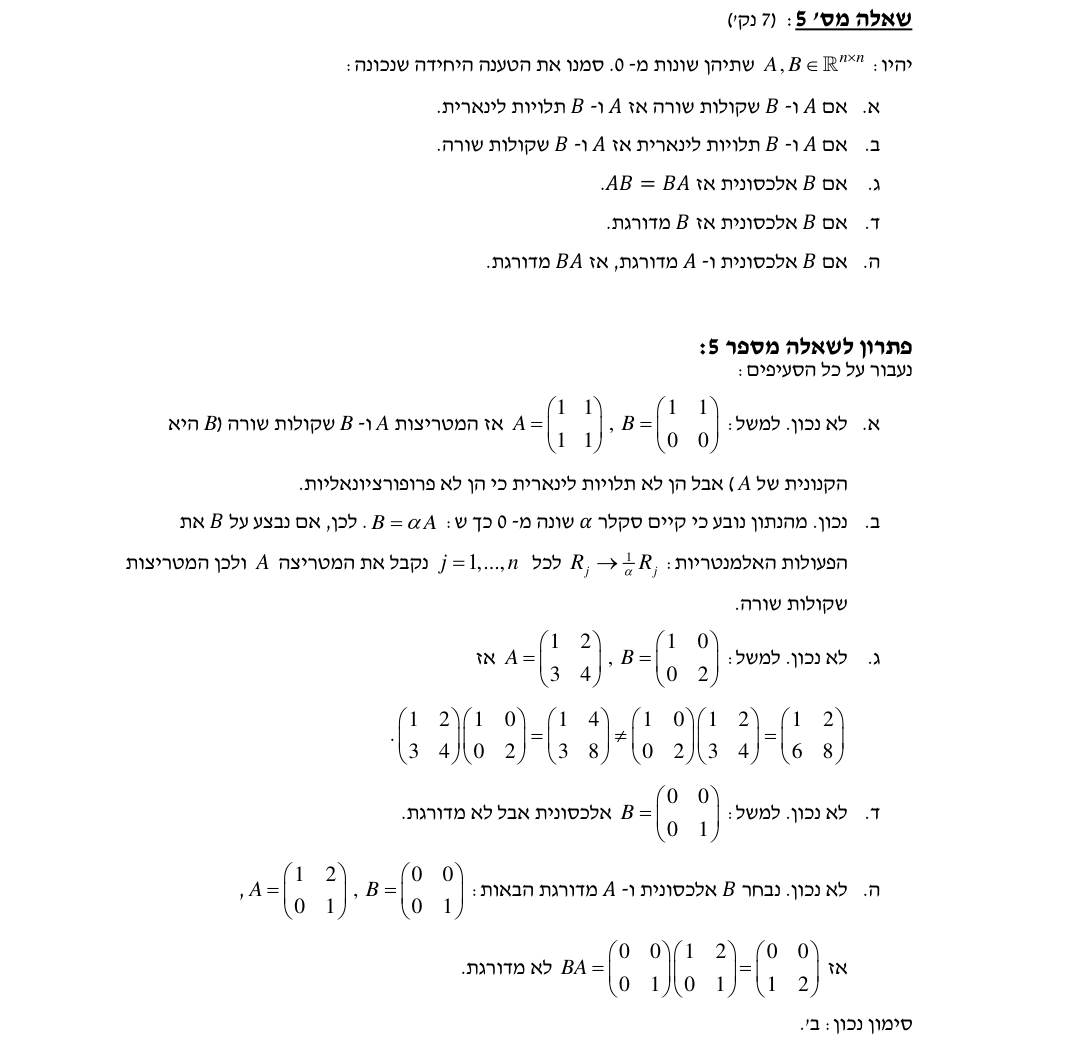 שאלה מס' 5 : (7 נק')
יהיו : A, B ∈ ℝ^{n×n} שתיהן שונות מ- 0. סמנו את הטענה היחידה שנכונה :
א. אם A ו- B שקולות שורה אז A ו- B תלויות לינארית.
ב. אם A ו- B תלויות לינארית אז A ו- B שקולות שורה.
ג. אם B אלכסונית אז AB = BA.
ד. אם B אלכסונית אז B מדורגת.
ה. אם B אלכסונית ו- A מדורגת, אז BA מדורגת.
פתרון לשאלה מספר 5:
נעבור על כל הסעיפים :
א. לא נכון. למשל : B = (1 1; 0 0) , A = (1 1; 1 1) אז המטריצות A ו- B שקולות שורה (B היא
הקנונית של A ) אבל הן לא תלויות לינארית כי הן לא פרופורציונאליות.
ב. נכון. מהנתון נובע כי קיים סקלר α שונה מ- 0 כך ש : B = αA . לכן, אם נבצע על B את
הפעולות האלמנטריות : R_j → 1/α R_j לכל j = 1,...,n נקבל את המטריצה A ולכן המטריצות
שקולות שורה.
ג. לא נכון. למשל : B = (1 0; 0 2) , A = (1 2; 3 4) אז
(1 2; 3 4)(1 0; 0 2) = (1 4; 3 8) ≠ (1 0; 0 2)(1 2; 3 4) = (1 2; 6 8) .
ד. לא נכון. למשל : B = (0 0; 0 1) אלכסונית אבל לא מדורגת.
ה. לא נכון. נבחר B אלכסונית ו- A מדורגת הבאות : B = (0 0; 0 1) , A = (1 2; 0 1) ,
אז BA = (0 0; 0 1)(1 2; 0 1) = (0 0; 1 2) לא מדורגת.
סימון נכון : ב'.